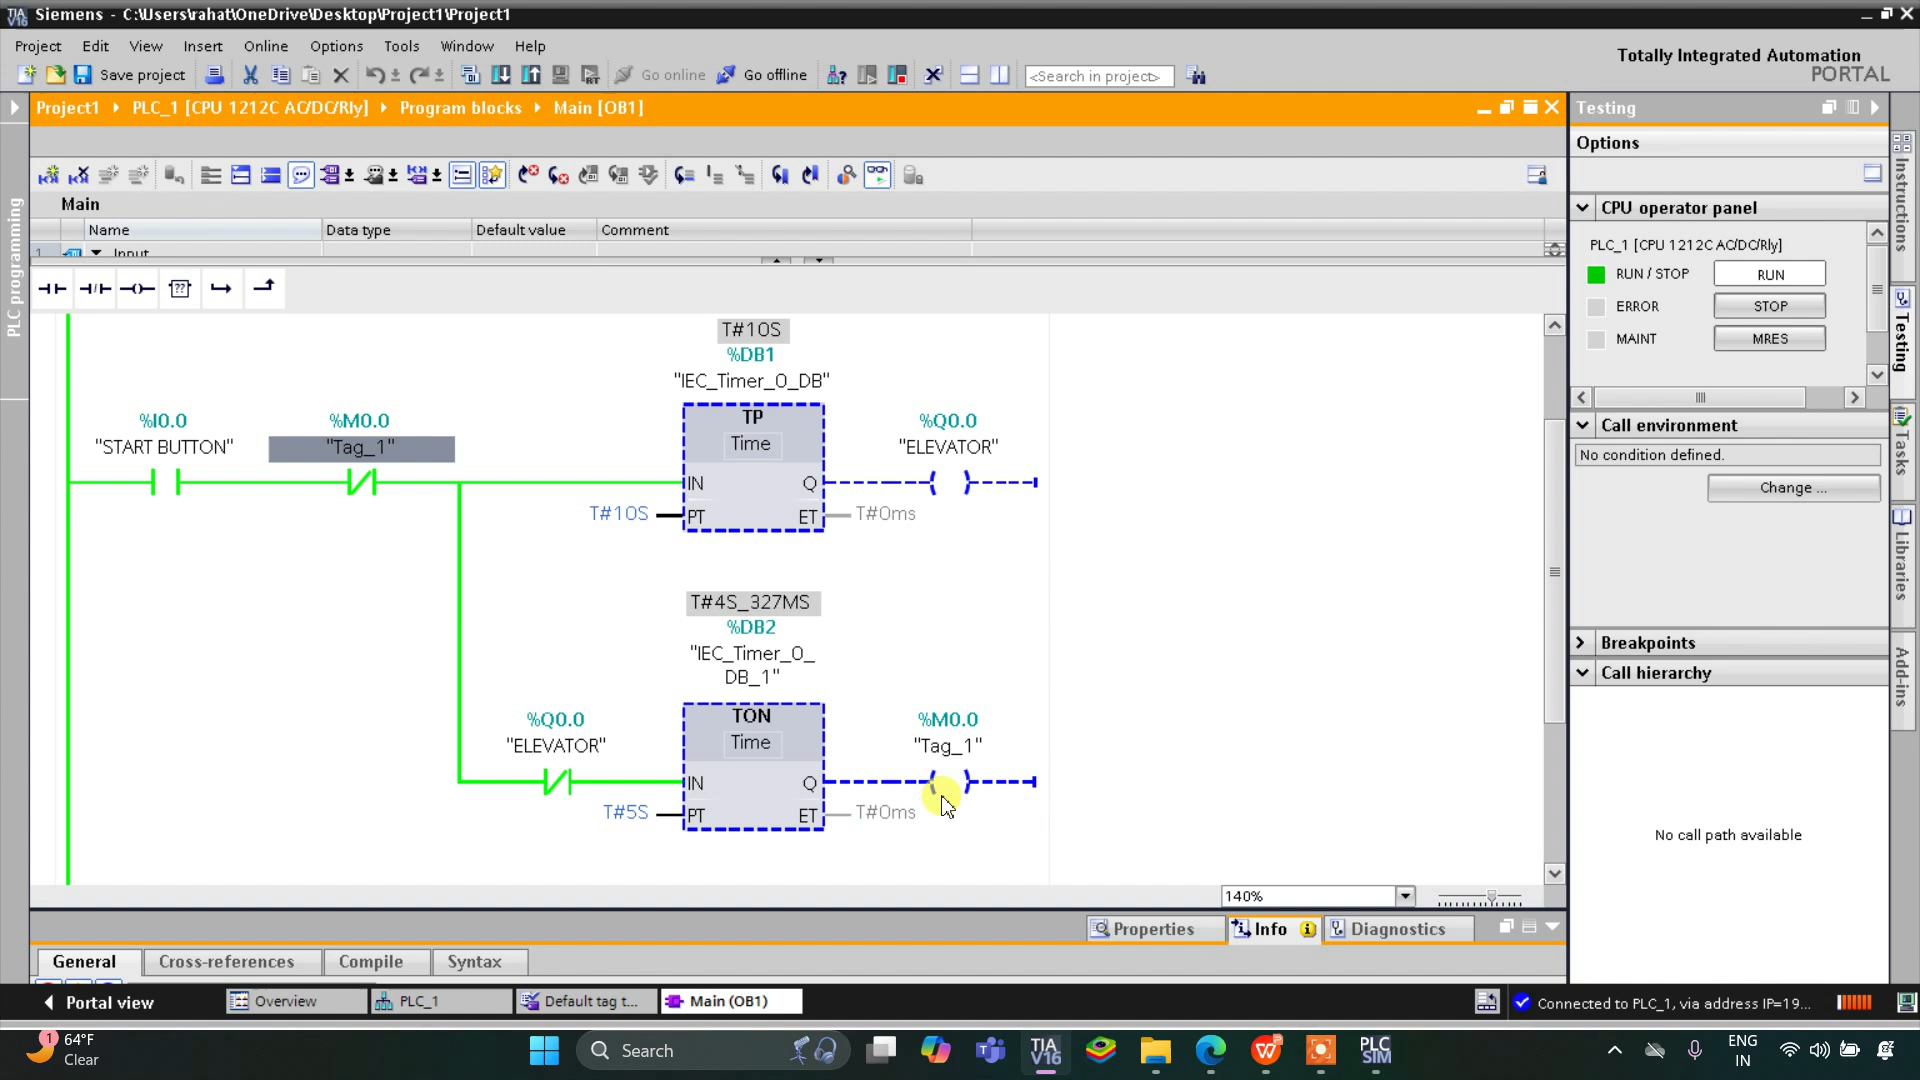 Siemens - C:\Users\rahat\OneDrive\Desktop\Project1\Project1
Project Edit View Insert Online Options Tools Window Help
Totally Integrated Automation
PORTAL
Save project
Go online
Go offline
<Search in project>
Project1 PLC_1 [CPU 1212C AC/DC/Rly] Program blocks Main [OB1]
Testing
Options
Main
Name Data type Default value Comment
1 Input
CPU operator panel
PLC_1 [CPU 1212C AC/DC/Rly]
RUN / STOP RUN
ERROR STOP
MAINT MRES
PLC programming
Instructions
Testing
Tasks
Libraries
Add-ins
T#10S
%DB1
"IEC_Timer_0_DB"
%I0.0 %M0.0 TP %Q0.0
"START BUTTON" "Tag_1" Time "ELEVATOR"
IN Q
T#10S PT ET T#0ms
T#4S_327MS
%DB2
"IEC_Timer_0_
DB_1"
%Q0.0 TON %M0.0
"ELEVATOR" Time "Tag_1"
IN Q
T#5S PT ET T#0ms
Call environment
No condition defined.
Change ...
Breakpoints
Call hierarchy
No call path available
140%
Properties Info Diagnostics
General Cross-references Compile Syntax
Portal view Overview PLC_1 Default tag t... Main (OB1) Connected to PLC_1, via address IP=19...
1 64°F
Clear
Search
TIA
V16
PLC
SIM
ENG
IN